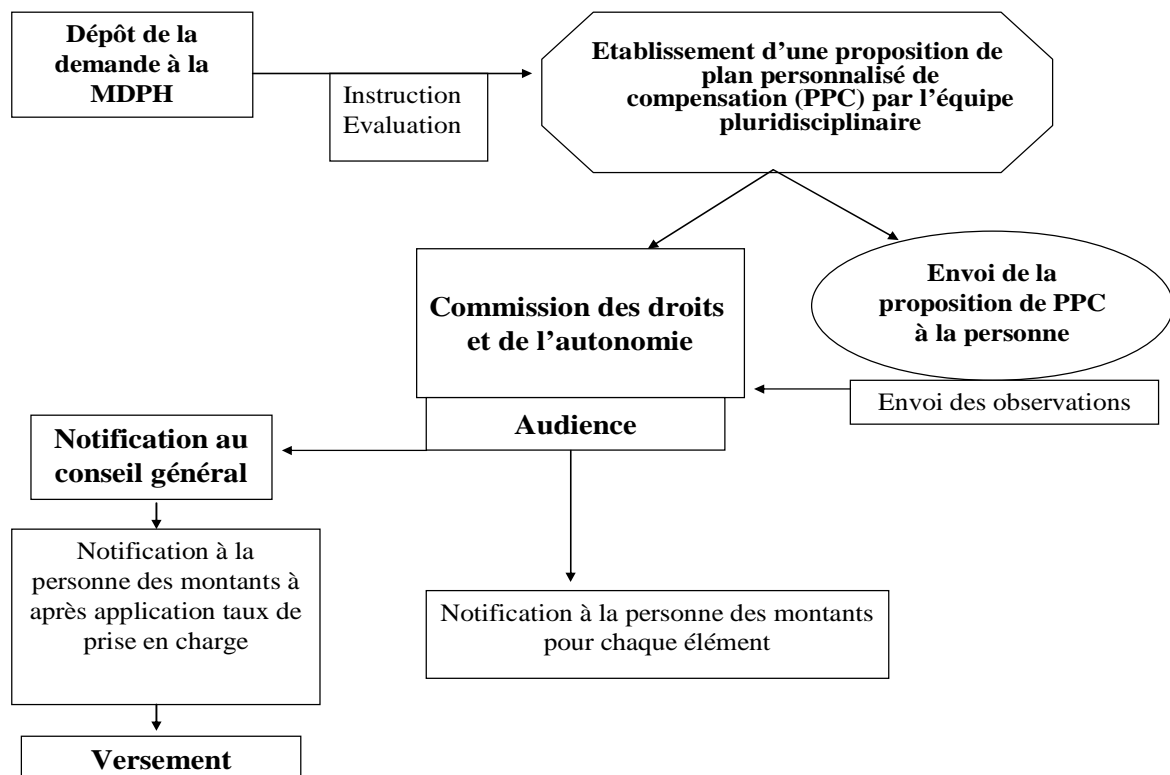 Dépôt de la
demande à la
MDPH
Instruction
Evaluation
Etablissement d’une proposition de
plan personnalisé de
compensation (PPC) par l’équipe
pluridisciplinaire
Commission des droits
et de l’autonomie
Envoi de la
proposition de PPC
à la personne
Envoi des observations
Audience
Notification au
conseil général
Notification à la
personne des montants à
après application taux de
prise en charge
Notification à la personne des montants
pour chaque élément
Versement